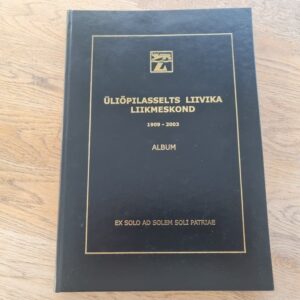 ÜLIÕPILASSELTS LIIVIKA
LIIKMESKOND
1909 - 2003
ALBUM
EX SOLO AD SOLEM SOLI PATRIAE